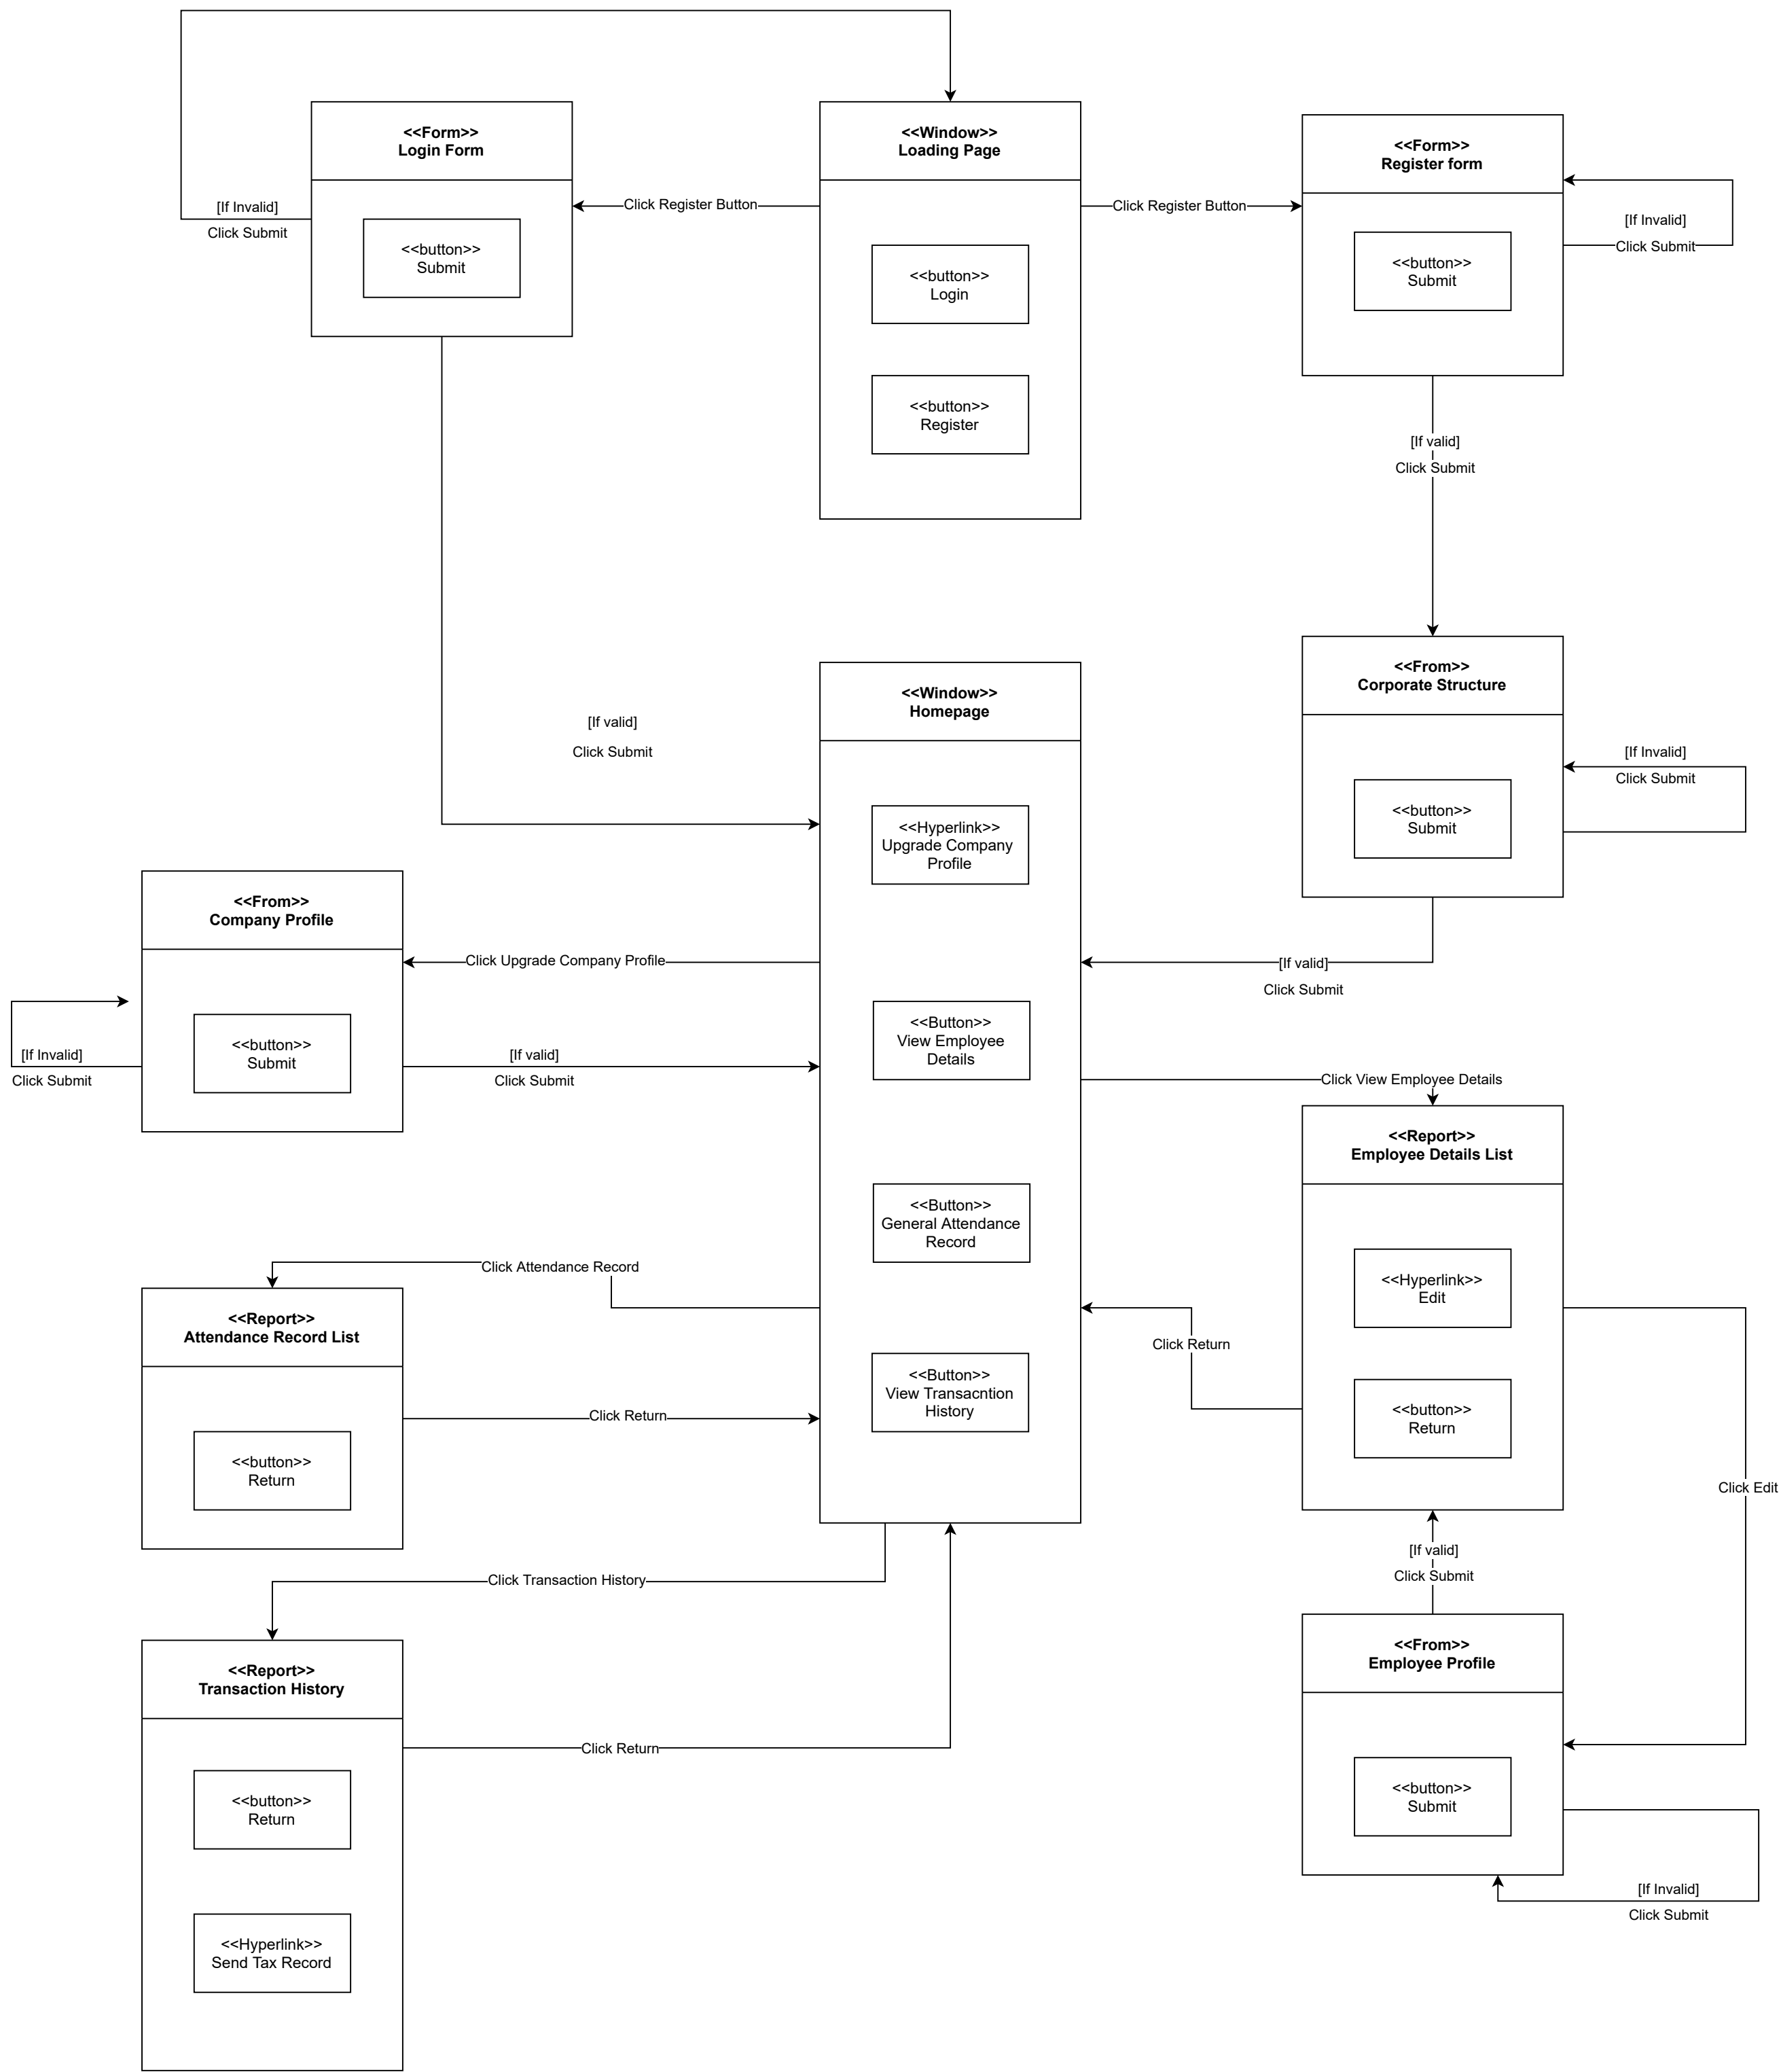 <<Form>>
Login Form
[If Invalid]
Click Submit
<<button>>
Submit
Click Register Button
<<Window>>
Loading Page
<<button>>
Login
<<button>>
Register
Click Register Button
<<Form>>
Register form
<<button>>
Submit
[If Invalid]
Click Submit
[If valid]
Click Submit
<<From>>
Corporate Structure
<<button>>
Submit
[If Invalid]
Click Submit
[If valid]
Click Submit
[If valid]
Click Submit
<<Window>>
Homepage
<<Hyperlink>>
Upgrade Company
Profile
<<Button>>
View Employee
Details
<<Button>>
General Attendance
Record
<<Button>>
View Transacntion
History
<<From>>
Company Profile
<<button>>
Submit
Click Upgrade Company Profile
[If Invalid]
Click Submit
[If valid]
Click Submit
Click View Employee Details
<<Report>>
Employee Details List
<<Hyperlink>>
Edit
<<button>>
Return
Click Return
Click Edit
Click Attendance Record
<<Report>>
Attendance Record List
<<button>>
Return
Click Return
[If valid]
Click Submit
<<From>>
Employee Profile
<<button>>
Submit
[If Invalid]
Click Submit
Click Transaction History
<<Report>>
Transaction History
<<button>>
Return
<<Hyperlink>>
Send Tax Record
Click Return